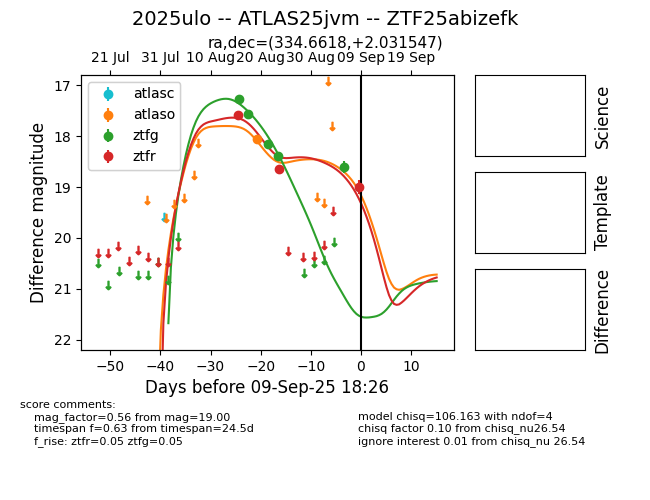 2025ulo -- ATLAS25jvm -- ZTF25abizefk
ra,dec=(334.6618,+2.031547)
21 Jul 31 Jul 10 Aug 20 Aug 30 Aug 09 Sep 19 Sep
atlasc
atlaso
ztfg
ztfr
17
18
19
20
21
22
Difference magnitude
−50 −40 −30 −20 −10 0 10
Days before 09-Sep-25 18:26
Science
Template
Difference
score comments:
mag_factor=0.56 from mag=19.00
timespan f=0.63 from timespan=24.5d
f_rise: ztfr=0.05 ztfg=0.05
model chisq=106.163 with ndof=4
chisq factor 0.10 from chisq_nu26.54
ignore interest 0.01 from chisq_nu 26.54